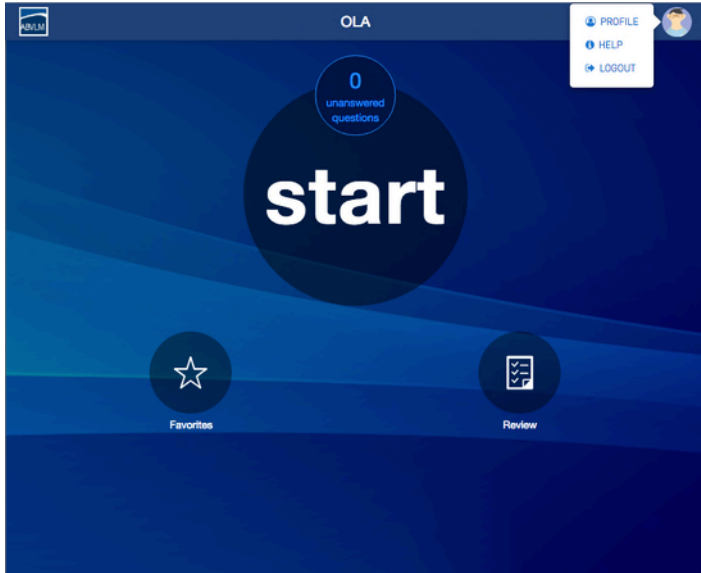 ABVLM
OLA
PROFILE
HELP
LOGOUT
0
unanswered
questions
start
Favorites
Review